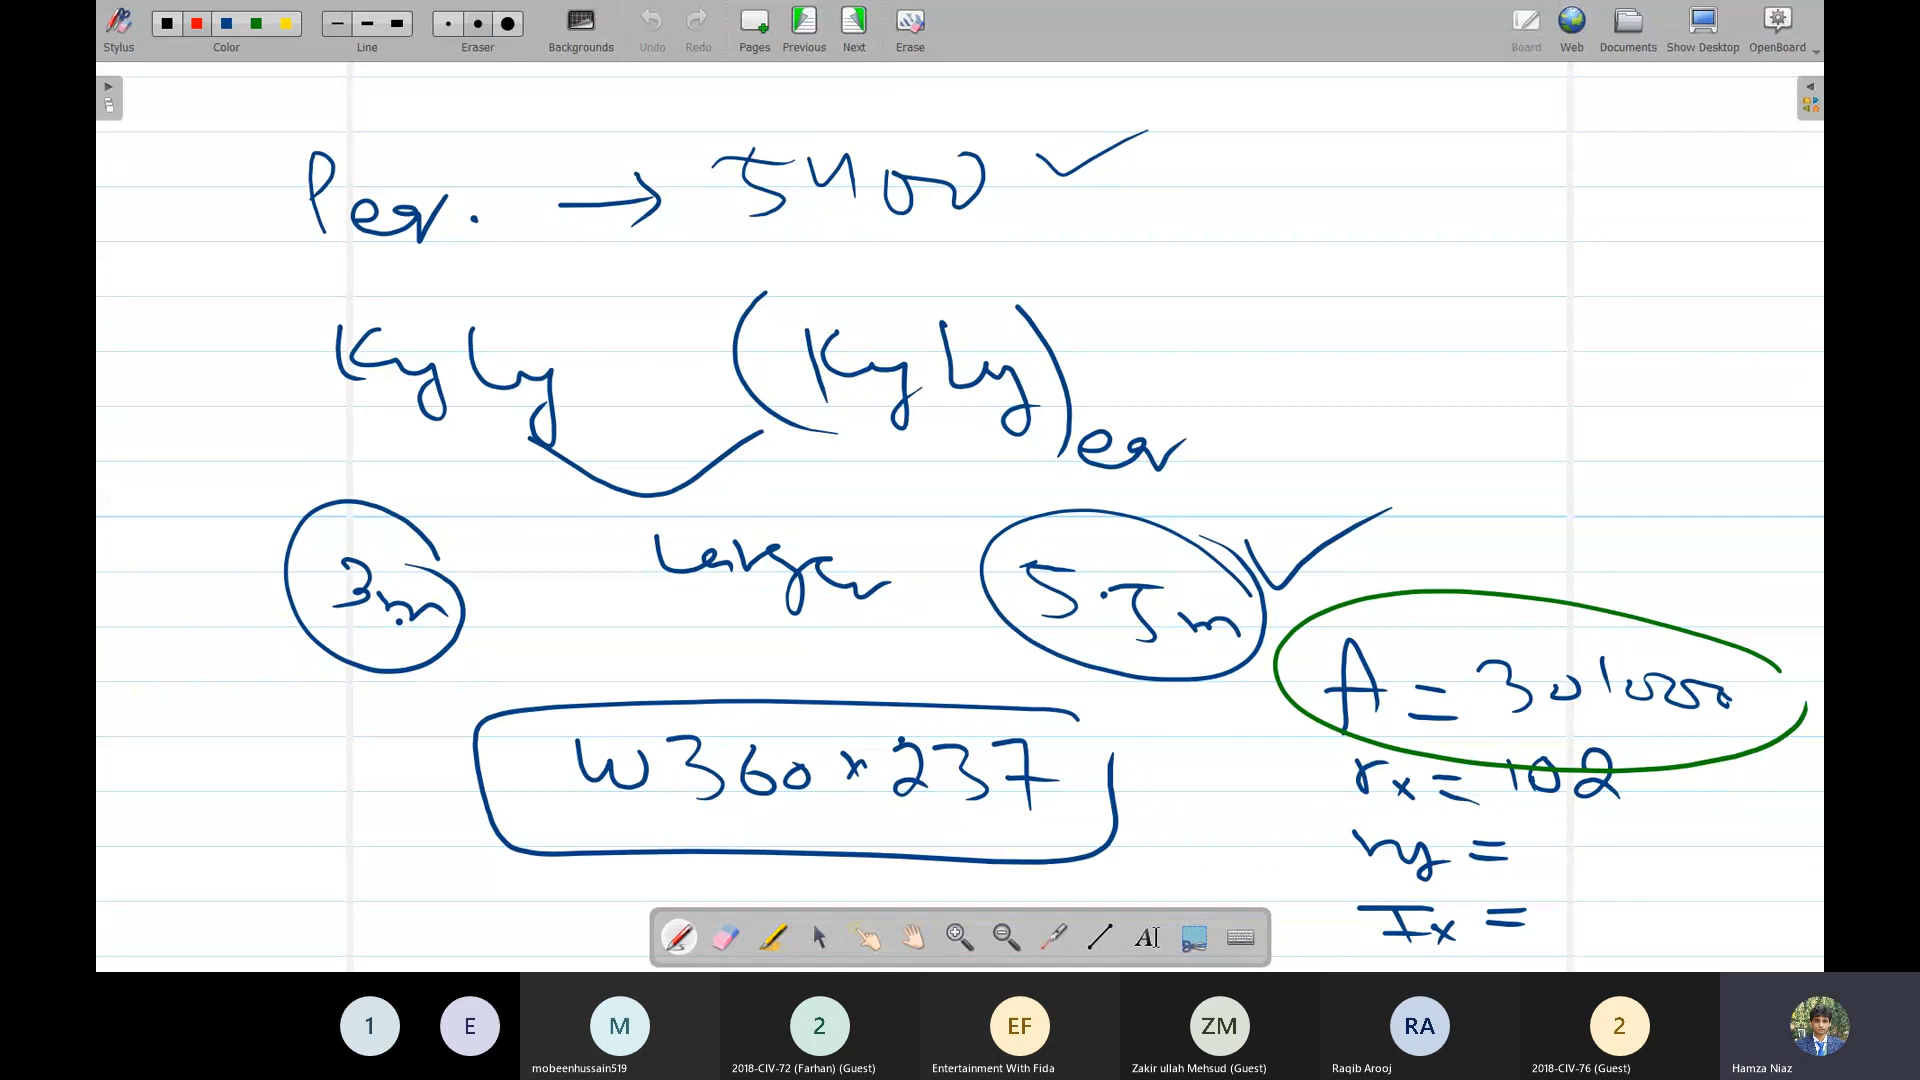 Stylus Color Line Eraser Backgrounds Undo Redo Pages Previous Next Erase Board Web Documents Show Desktop OpenBoard
Peq. → 5400 ✓
KyLy (KyLy)eq
3m Larger 5.5m ✓
A = 301000
W360×237
rx = 102
ry =
Ix =
AI
1 E M 2 EF ZM RA 2
mobeenhussain519 2018-CIV-72 (Farhan) (Guest) Entertainment With Fida Zakir ullah Mehsud (Guest) Raqib Arooj 2018-CIV-76 (Guest) Hamza Niaz